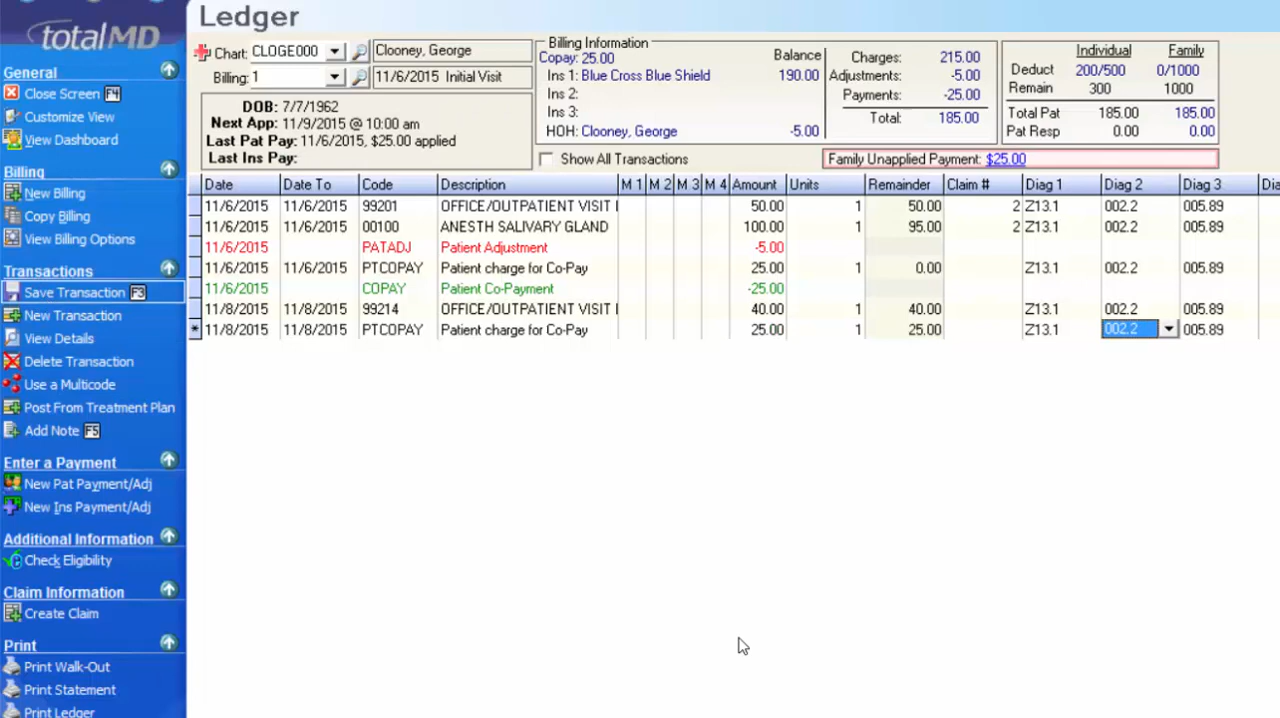 totalMD
General
Close Screen F4
Customize View
View Dashboard
Billing
New Billing
Copy Billing
View Billing Options
Transactions
Save Transaction F3
New Transaction
View Details
Delete Transaction
Use a Multicode
Post From Treatment Plan
Add Note F5
Enter a Payment
New Pat Payment/Adj
New Ins Payment/Adj
Additional Information
Check Eligibility
Claim Information
Create Claim
Print
Print Walk-Out
Print Statement
Print Ledger
Ledger
Chart: CLOGE000 Clooney, George
Billing: 1 11/6/2015 Initial Visit
DOB: 7/7/1962
Next App: 11/9/2015 @ 10:00 am
Last Pat Pay: 11/6/2015, $25.00 applied
Last Ins Pay:
Billing Information
Copay: 25.00 Balance
Ins 1: Blue Cross Blue Shield 190.00
Ins 2:
Ins 3:
HOH: Clooney, George -5.00
Charges: 215.00
Adjustments: -5.00
Payments: -25.00
Total: 185.00
Individual Family
Deduct 200/500 0/1000
Remain 300 1000
Total Pat 185.00 185.00
Pat Resp 0.00 0.00
Show All Transactions
Family Unapplied Payment: $25.00
Date Date To Code Description M 1 M 2 M 3 M 4 Amount Units Remainder Claim # Diag 1 Diag 2 Diag 3 Dia
11/6/2015 11/6/2015 99201 OFFICE/OUTPATIENT VISIT 50.00 1 50.00 2 Z13.1 002.2 005.89
11/6/2015 11/6/2015 00100 ANESTH SALIVARY GLAND 100.00 1 95.00 2 Z13.1 002.2 005.89
11/6/2015 PATADJ Patient Adjustment -5.00
11/6/2015 11/6/2015 PTCOPAY Patient charge for Co-Pay 25.00 1 0.00 Z13.1 002.2 005.89
11/6/2015 COPAY Patient Co-Payment -25.00
11/8/2015 11/8/2015 99214 OFFICE/OUTPATIENT VISIT 40.00 1 40.00 Z13.1 002.2 005.89
* 11/8/2015 11/8/2015 PTCOPAY Patient charge for Co-Pay 25.00 1 25.00 Z13.1 002.2 005.89